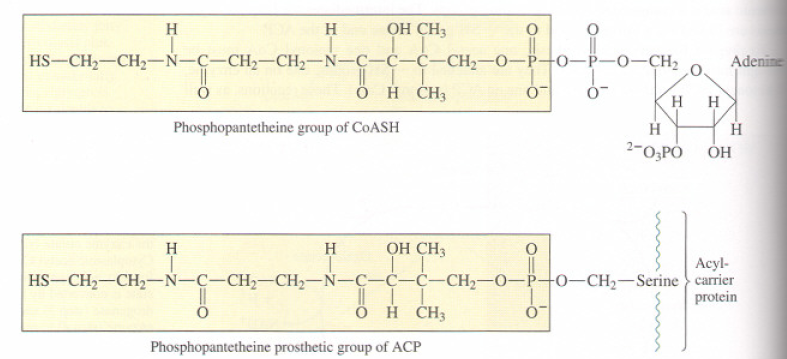 H H OH CH₃ O O
HS—CH₂—CH₂—N—C—CH₂—CH₂—N—C—C—C—CH₂—O—P—O—P—O—CH₂ O Adenine
O O H CH₃ O⁻ O⁻
H H
H H
²⁻O₃PO OH
Phosphopantetheine group of CoASH
H H OH CH₃ O
HS—CH₂—CH₂—N—C—CH₂—CH₂—N—C—C—C—CH₂—O—P—O—CH₂—Serine
O O H CH₃ O⁻
Acyl-
carrier
protein
Phosphopantetheine prosthetic group of ACP